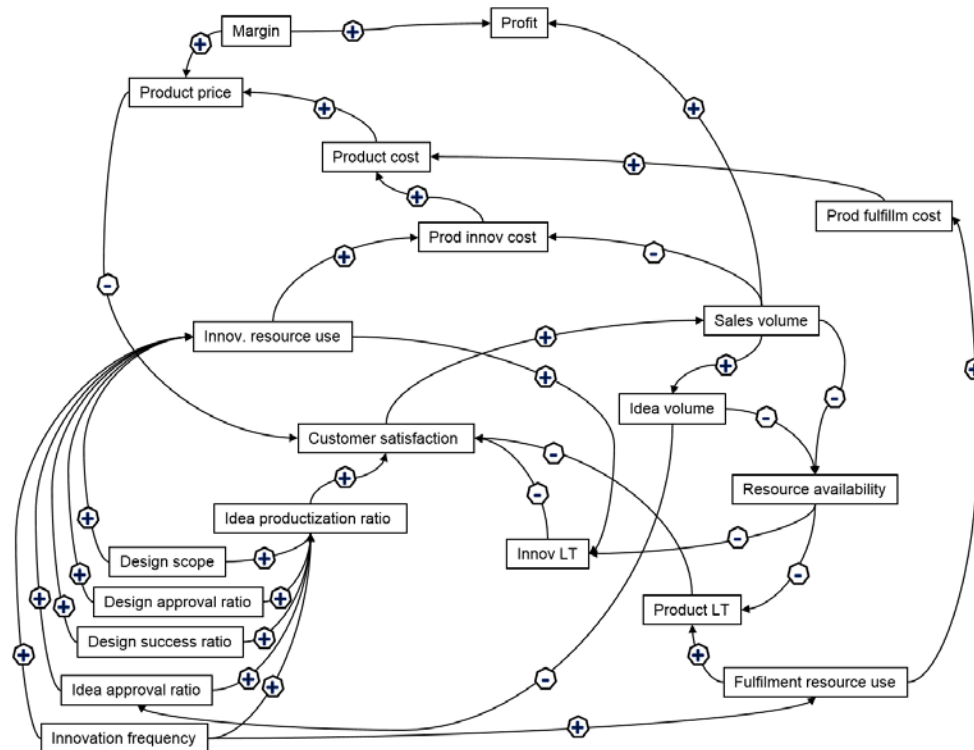 Margin
+
Profit
+
Product price
+
+
Product cost
+
+
Prod fulfillm cost
Prod innov cost
+
-
-
Sales volume
Innov. resource use
+
+
+
-
+
Idea volume
-
Customer satisfaction
-
+
-
Resource availability
Idea productization ratio
-
Innov LT
+
Design scope
+
-
+
Design approval ratio
+
Product LT
+
Design success ratio
+
+
+
+
Idea approval ratio
+
+
-
Fulfilment resource use
Innovation frequency
+